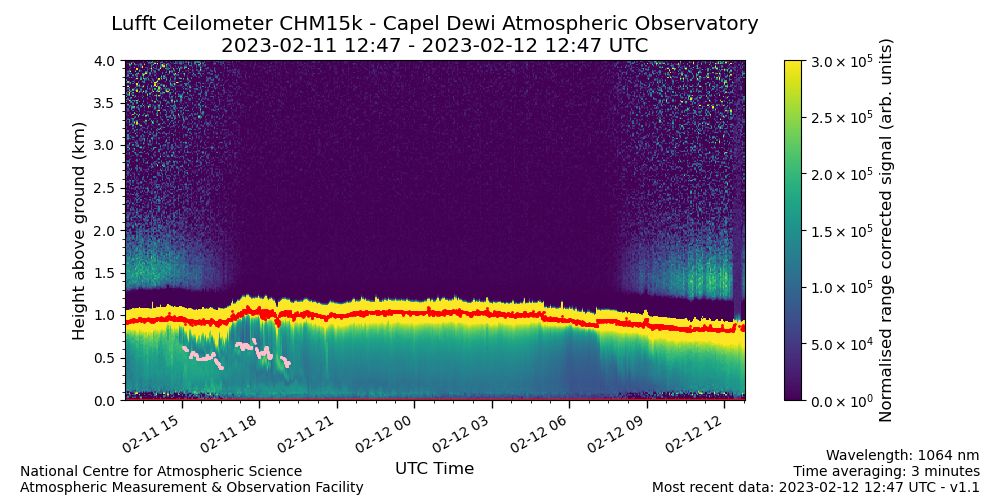 Lufft Ceilometer CHM15k - Capel Dewi Atmospheric Observatory
2023-02-11 12:47 - 2023-02-12 12:47 UTC
Height above ground (km)
4.0
3.5
3.0
2.5
2.0
1.5
1.0
0.5
0.0
02-11 15
02-11 18
02-11 21
02-12 00
02-12 03
02-12 06
02-12 09
02-12 12
UTC Time
3.0 × 10⁵
2.5 × 10⁵
2.0 × 10⁵
1.5 × 10⁵
1.0 × 10⁵
5.0 × 10⁴
0.0 × 10⁰
Normalised range corrected signal (arb. units)
National Centre for Atmospheric Science
Atmospheric Measurement & Observation Facility
Wavelength: 1064 nm
Time averaging: 3 minutes
Most recent data: 2023-02-12 12:47 UTC - v1.1